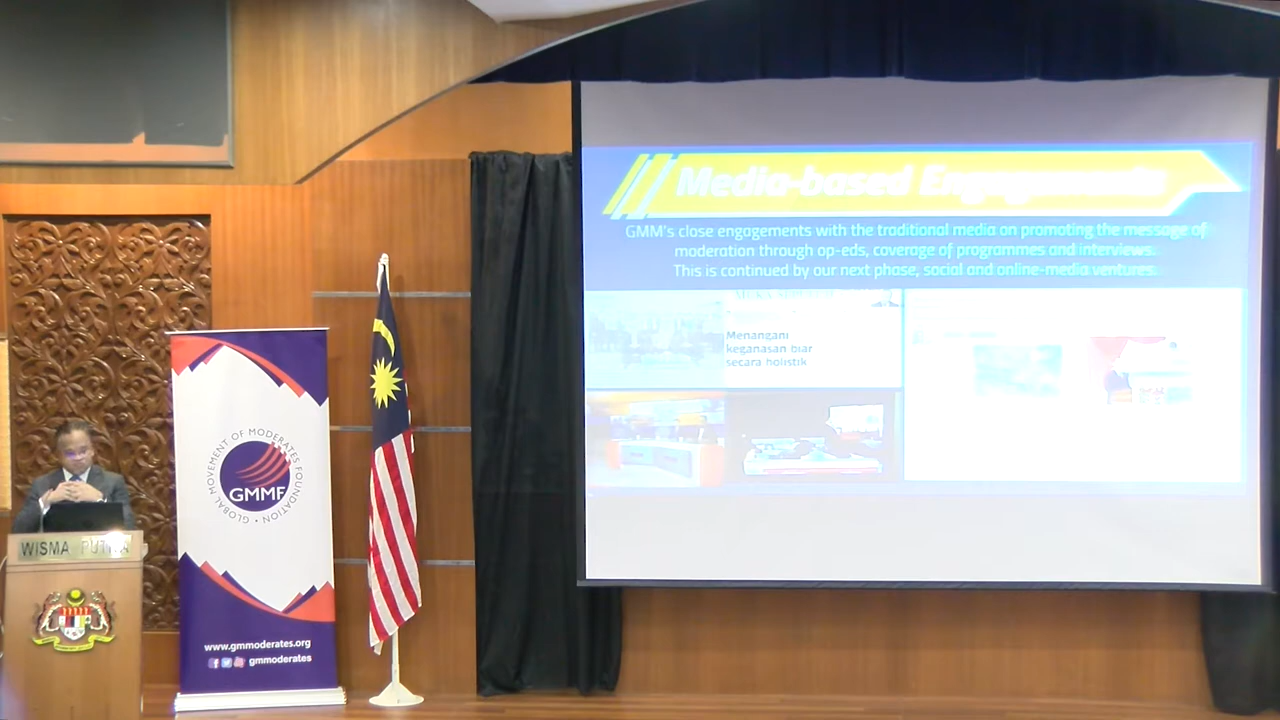 Media-based Engagements
GMM's close engagements with the traditional media on promoting the message of
moderation through op-eds, coverage of programmes and interviews.
This is continued by our next phase, social and online-media ventures.
Menangani
keganasan biar
secara holistik
GLOBAL MOVEMENT OF MODERATES FOUNDATION •
GMMF
www.gmmoderates.org
gmmoderates
WISMA PUTRA